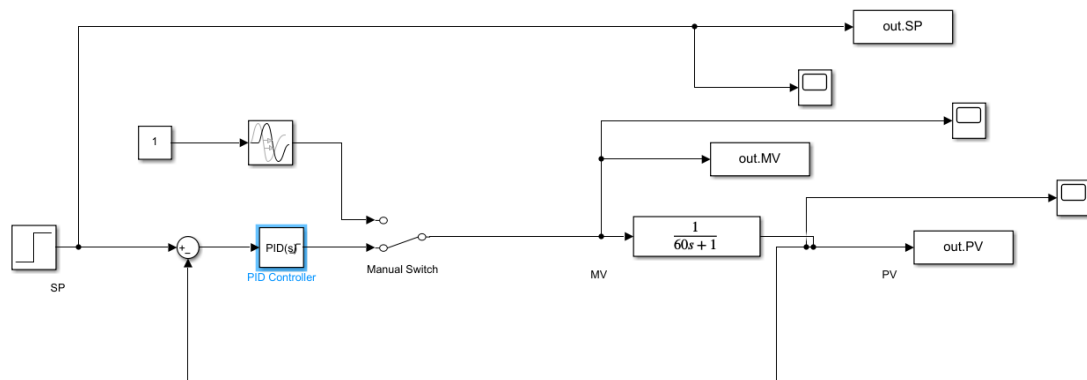 out.SP
1
out.MV
PID(s)
1
60s + 1
out.PV
PID Controller
Manual Switch
SP
MV
PV